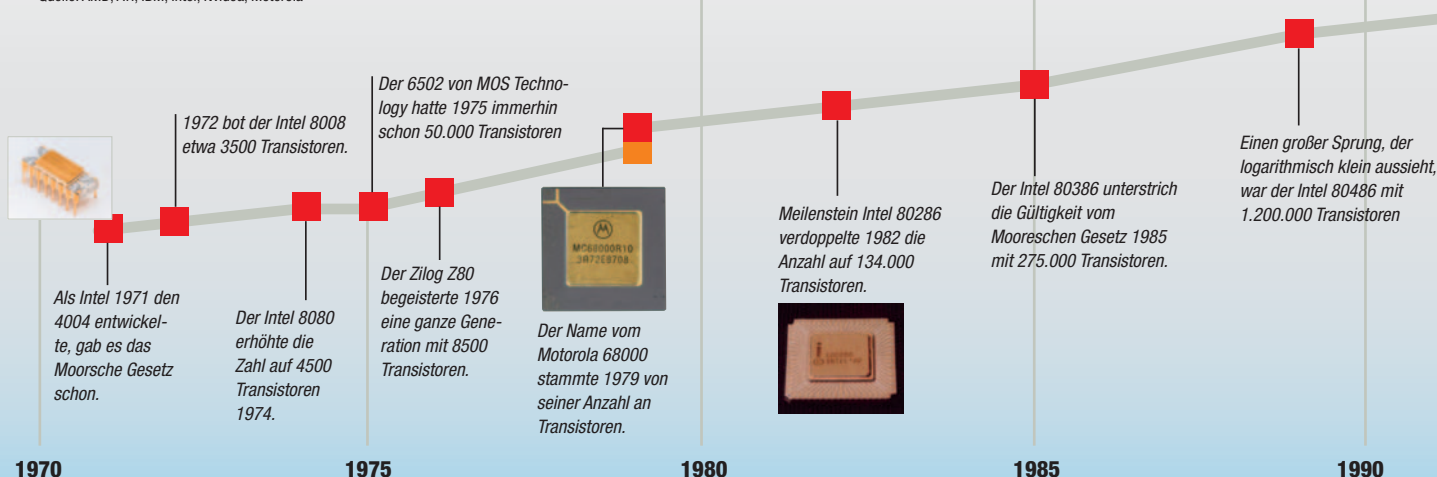 1972 bot der Intel 8008
etwa 3500 Transistoren.
Der 6502 von MOS Techno-
logy hatte 1975 immerhin
schon 50.000 Transistoren
Als Intel 1971 den
4004 entwickel-
te, gab es das
Moorsche Gesetz
schon.
Der Intel 8080
erhöhte die
Zahl auf 4500
Transistoren
1974.
Der Zilog Z80
begeisterte 1976
eine ganze Gene-
ration mit 8500
Transistoren.
MC68000R10
Der Name vom
Motorola 68000
stammte 1979 von
seiner Anzahl an
Transistoren.
Meilenstein Intel 80286
verdoppelte 1982 die
Anzahl auf 134.000
Transistoren.
Der Intel 80386 unterstrich
die Gültigkeit vom
Mooreschen Gesetz 1985
mit 275.000 Transistoren.
Einen großer Sprung, der
logarithmisch klein aussieht,
war der Intel 80486 mit
1.200.000 Transistoren
1970
1975
1980
1985
1990